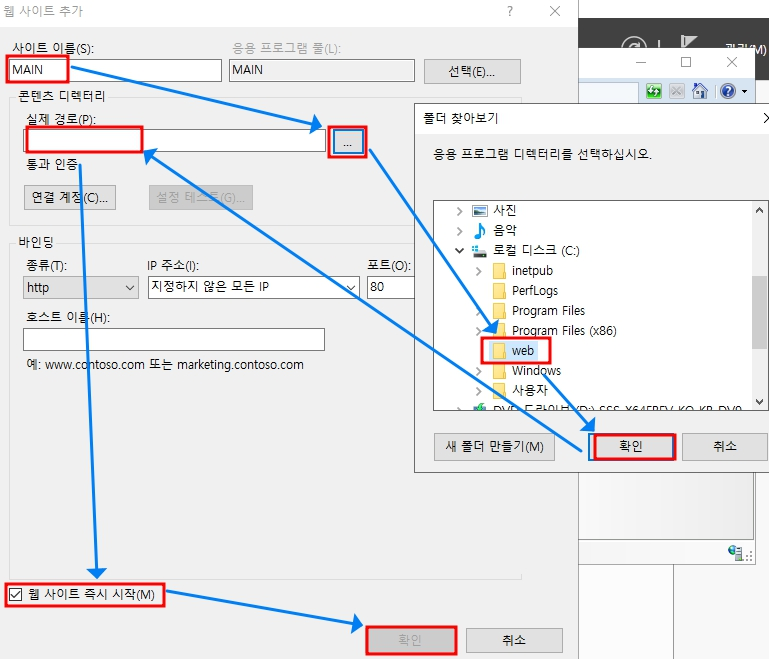 웹 사이트 추가
?
사이트 이름(S):
응용 프로그램 풀(L):
MAIN
MAIN
선택(E)...
콘텐츠 디렉터리
실제 경로(P):
...
통과 인증
연결 계정(C)...
설정 테스트(G)...
바인딩
종류(T):
IP 주소(I):
포트(O):
http
지정하지 않은 모든 IP
80
호스트 이름(H):
예: www.contoso.com 또는 marketing.contoso.com
웹 사이트 즉시 시작(M)
확인
취소
관리(M)
폴더 찾아보기
응용 프로그램 디렉터리를 선택하십시오.
사진
음악
로컬 디스크 (C:)
inetpub
PerfLogs
Program Files
Program Files (x86)
web
Windows
사용자
DVD 드라이브 (D:) SSS_X64FREV_KO-KR_DV9
새 폴더 만들기(M)
확인
취소